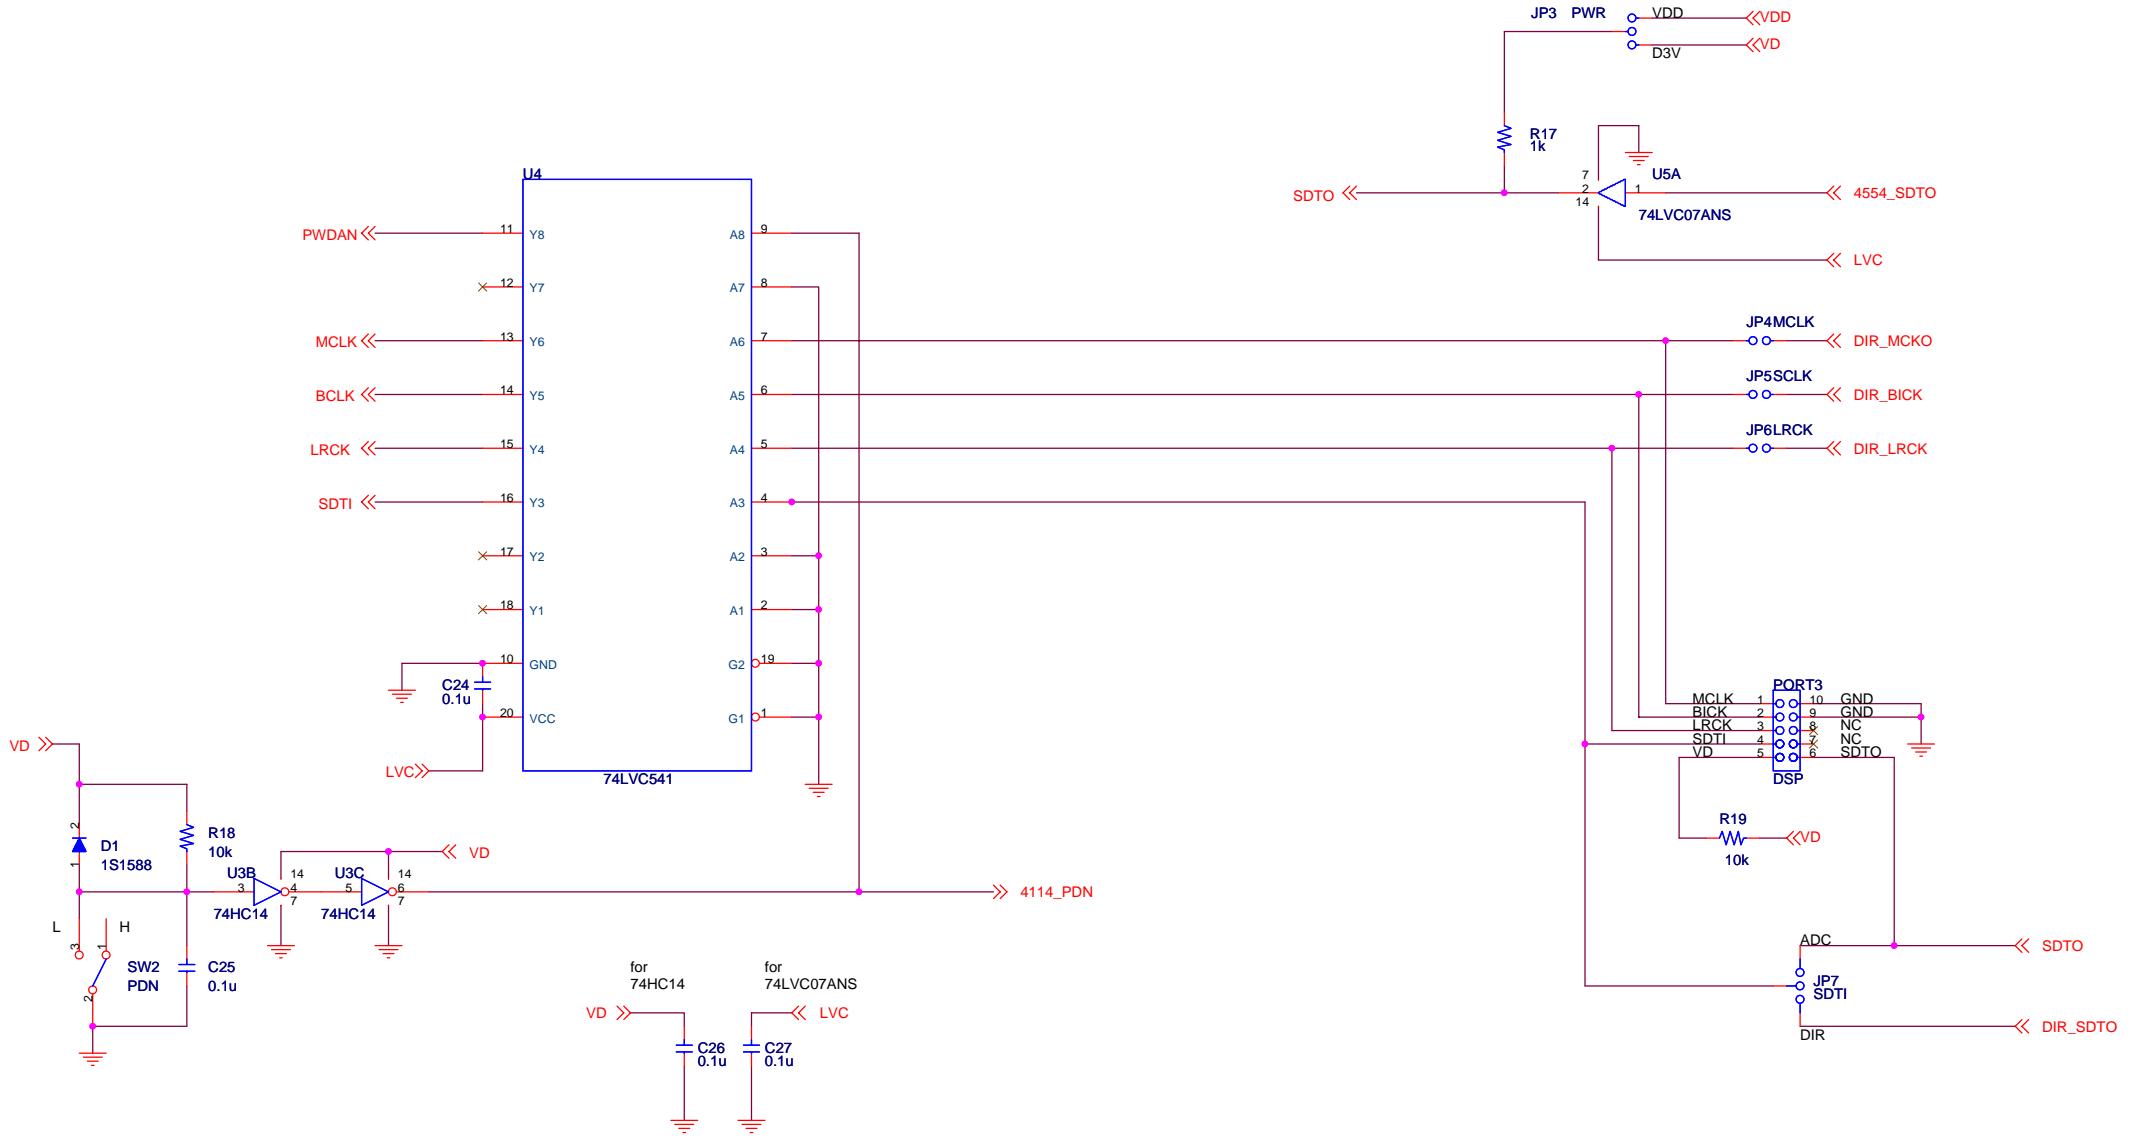 JP3 PWR
VDD
VDD
VD
D3V
R17
1k
7
2
14
1
U5A
74LVC07ANS
SDTO
4554_SDTO
LVC
U4
PWDAN
11
Y8
A8
9
12
Y7
A7
8
MCLK
13
Y6
A6
7
JP4MCLK
DIR_MCKO
BCLK
14
Y5
A5
6
JP5SCLK
DIR_BICK
LRCK
15
Y4
A4
5
JP6LRCK
DIR_LRCK
SDTI
16
Y3
A3
4
17
Y2
A2
3
18
Y1
A1
2
10
GND
G2
19
C24
0.1u
20
VCC
G1
1
LVC
74LVC541
PORT3
MCLK
1
10
GND
BICK
2
9
GND
LRCK
3
8
NC
SDTI
4
7
NC
VD
5
6
SDTO
DSP
R19
10k
VD
VD
2
D1
1S1588
1
R18
10k
VD
U3B
3
14
4
7
74HC14
U3C
5
14
6
7
74HC14
4114_PDN
L
H
3
1
2
SW2
PDN
C25
0.1u
for
74HC14
VD
C26
0.1u
for
74LVC07ANS
LVC
C27
0.1u
ADC
SDTO
JP7
SDTI
DIR
DIR_SDTO